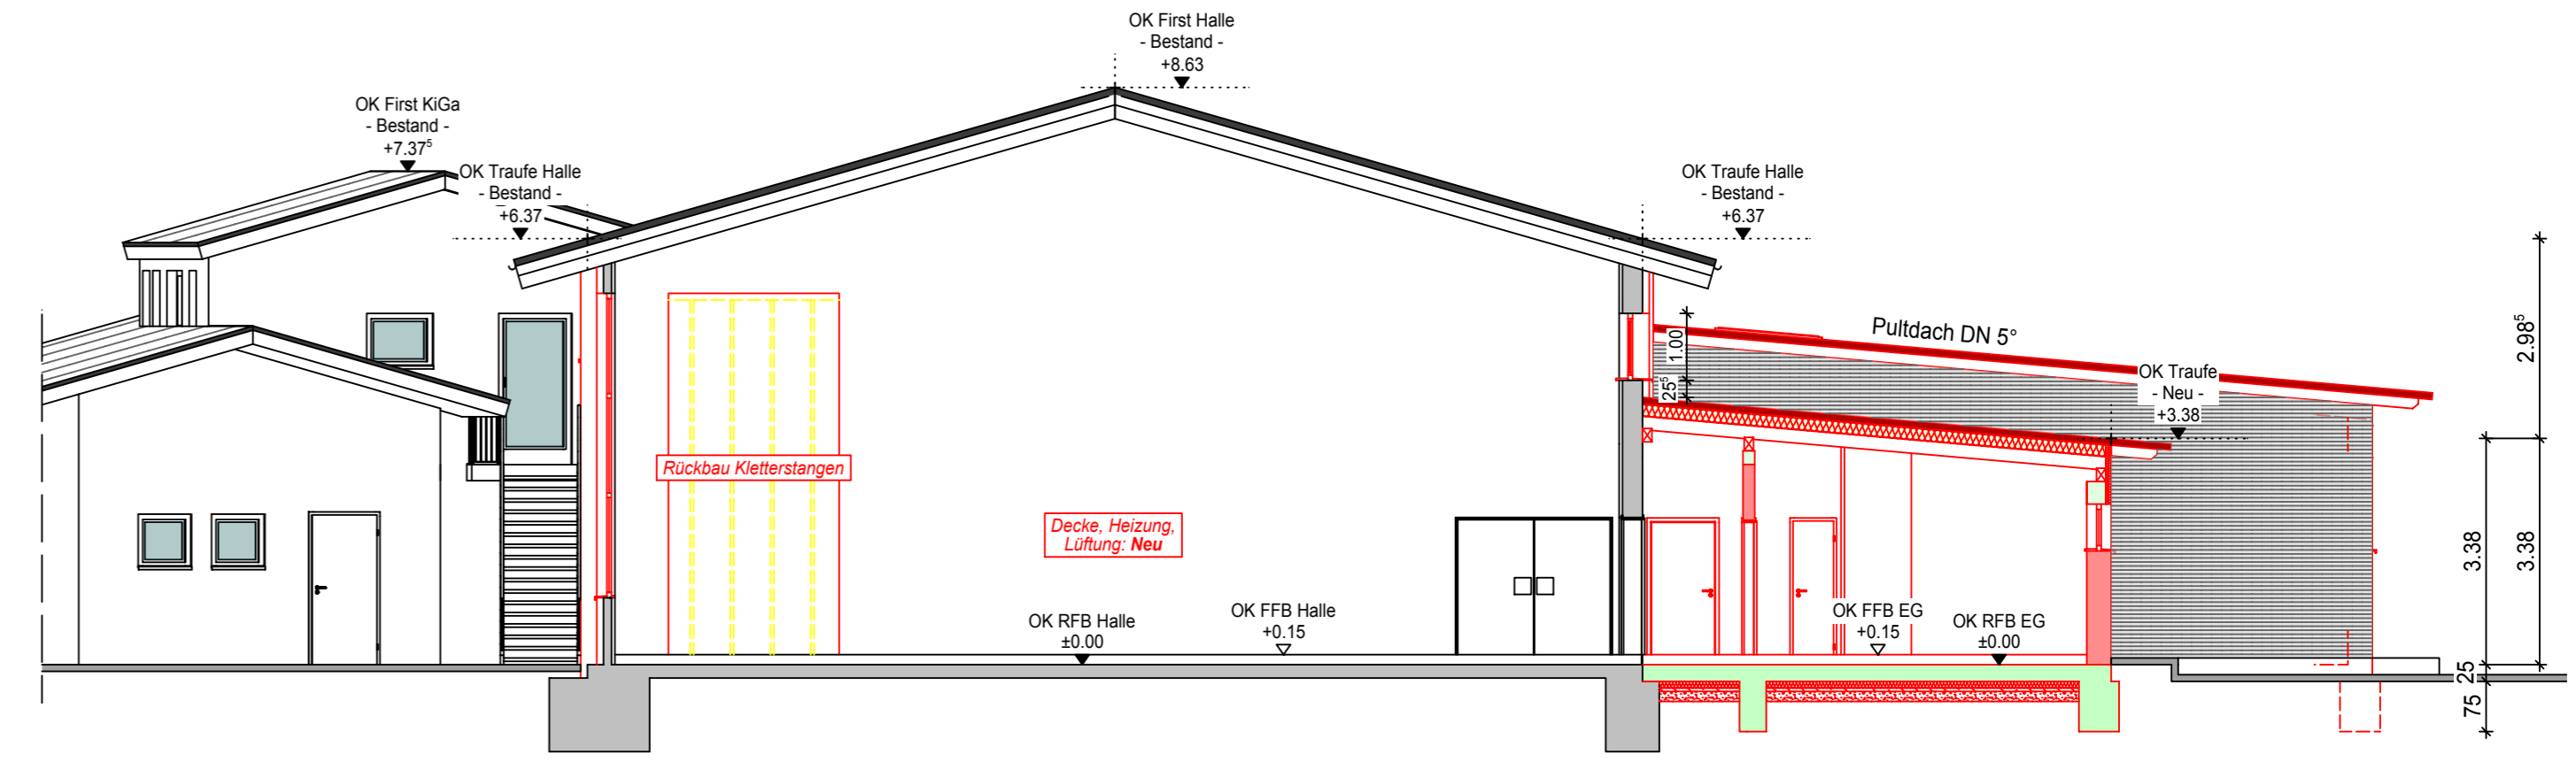 OK First Halle
- Bestand -
+8.63
OK First KiGa
- Bestand -
+7.37⁵
OK Traufe Halle
- Bestand -
+6.37
OK Traufe Halle
- Bestand -
+6.37
Pultdach DN 5°
1.00
25⁵
2.98⁵
OK Traufe
- Neu -
+3.38
Rückbau Kletterstangen
Decke, Heizung,
Lüftung: Neu
3.38
3.38
OK RFB Halle
±0.00
OK FFB Halle
+0.15
OK FFB EG
+0.15
OK RFB EG
±0.00
25
75